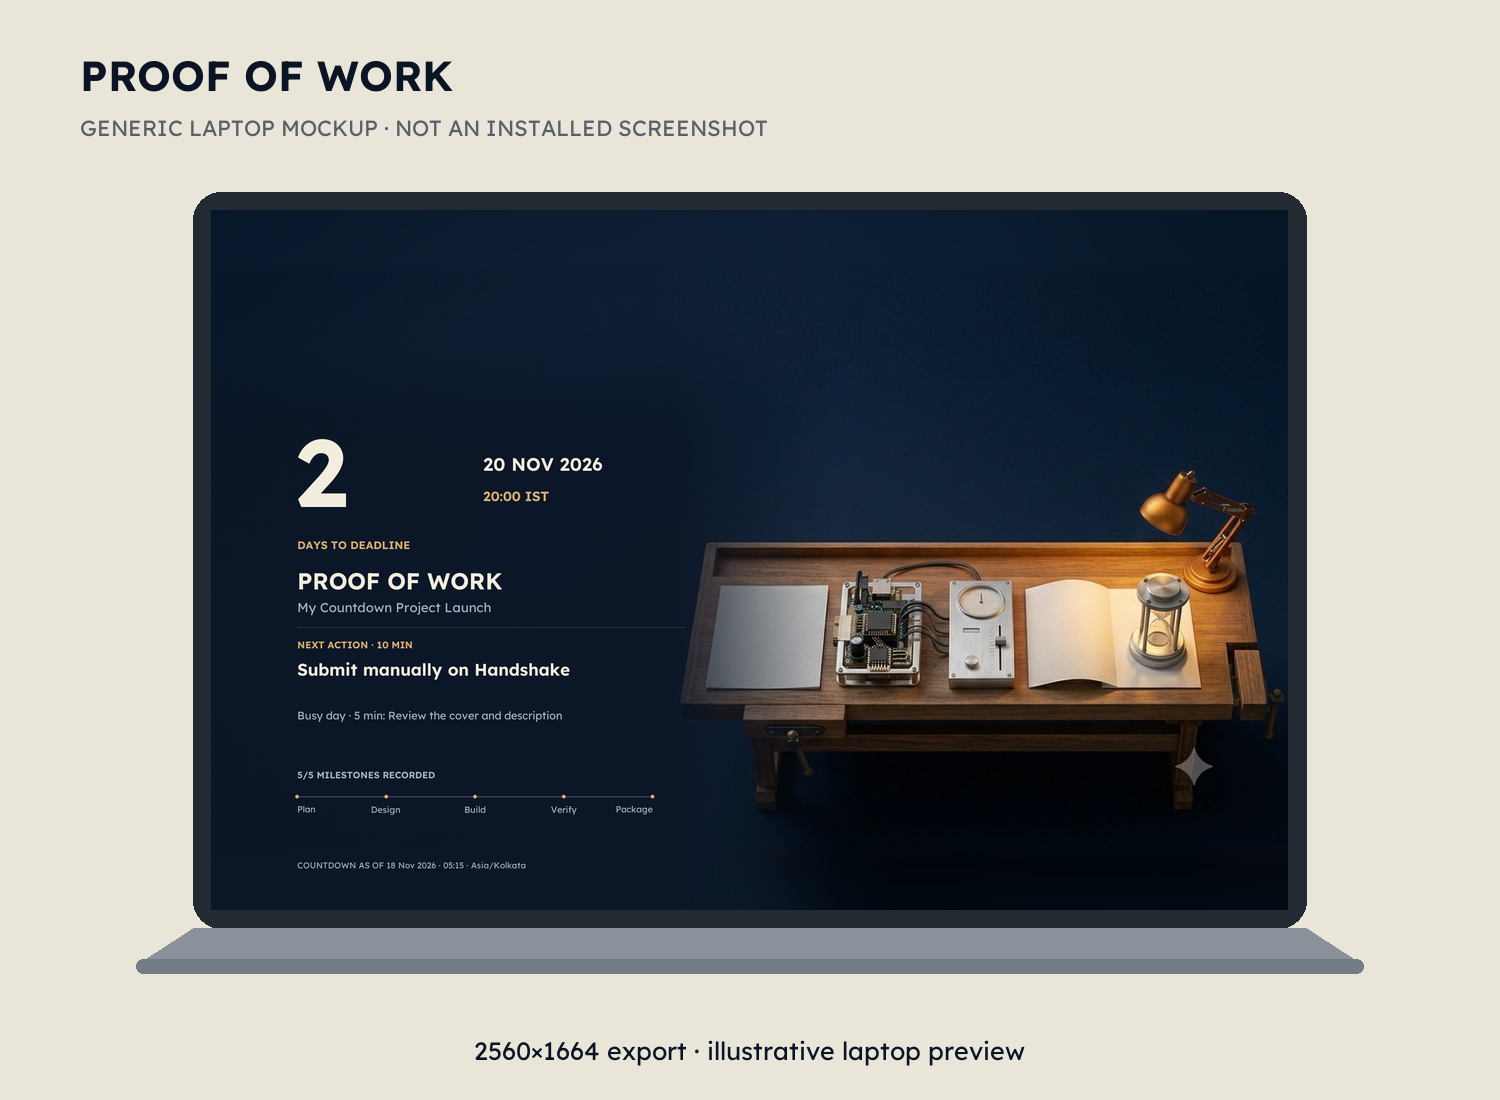 PROOF OF WORK
GENERIC LAPTOP MOCKUP · NOT AN INSTALLED SCREENSHOT
2
20 NOV 2026
20:00 IST
DAYS TO DEADLINE
PROOF OF WORK
My Countdown Project Launch
NEXT ACTION · 10 MIN
Submit manually on Handshake
Busy day · 5 min: Review the cover and description
5/5 MILESTONES RECORDED
Plan Design Build Verify Package
COUNTDOWN AS OF 18 Nov 2026 · 05:15 · Asia/Kolkata
2560×1664 export · illustrative laptop preview